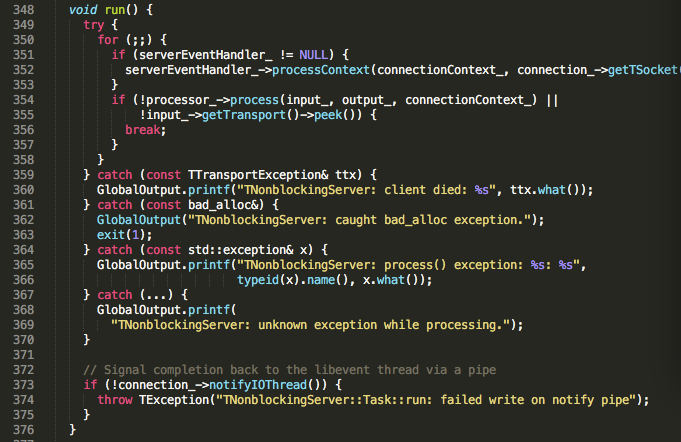 348 void run() {
349 try {
350 for (;;) {
351 if (serverEventHandler_ != NULL) {
352 serverEventHandler_->processContext(connectionContext_, connection_->getTSocket(
353 }
354 if (!processor_->process(input_, output_, connectionContext_) ||
355 !input_->getTransport()->peek()) {
356 break;
357 }
358 }
359 } catch (const TTransportException& ttx) {
360 GlobalOutput.printf("TNonblockingServer: client died: %s", ttx.what());
361 } catch (const bad_alloc&) {
362 GlobalOutput("TNonblockingServer: caught bad_alloc exception.");
363 exit(1);
364 } catch (const std::exception& x) {
365 GlobalOutput.printf("TNonblockingServer: process() exception: %s: %s",
366 typeid(x).name(), x.what());
367 } catch (...) {
368 GlobalOutput.printf(
369 "TNonblockingServer: unknown exception while processing.");
370 }
371
372 // Signal completion back to the libevent thread via a pipe
373 if (!connection_->notifyIOThread()) {
374 throw TException("TNonblockingServer::Task::run: failed write on notify pipe");
375 }
376 }